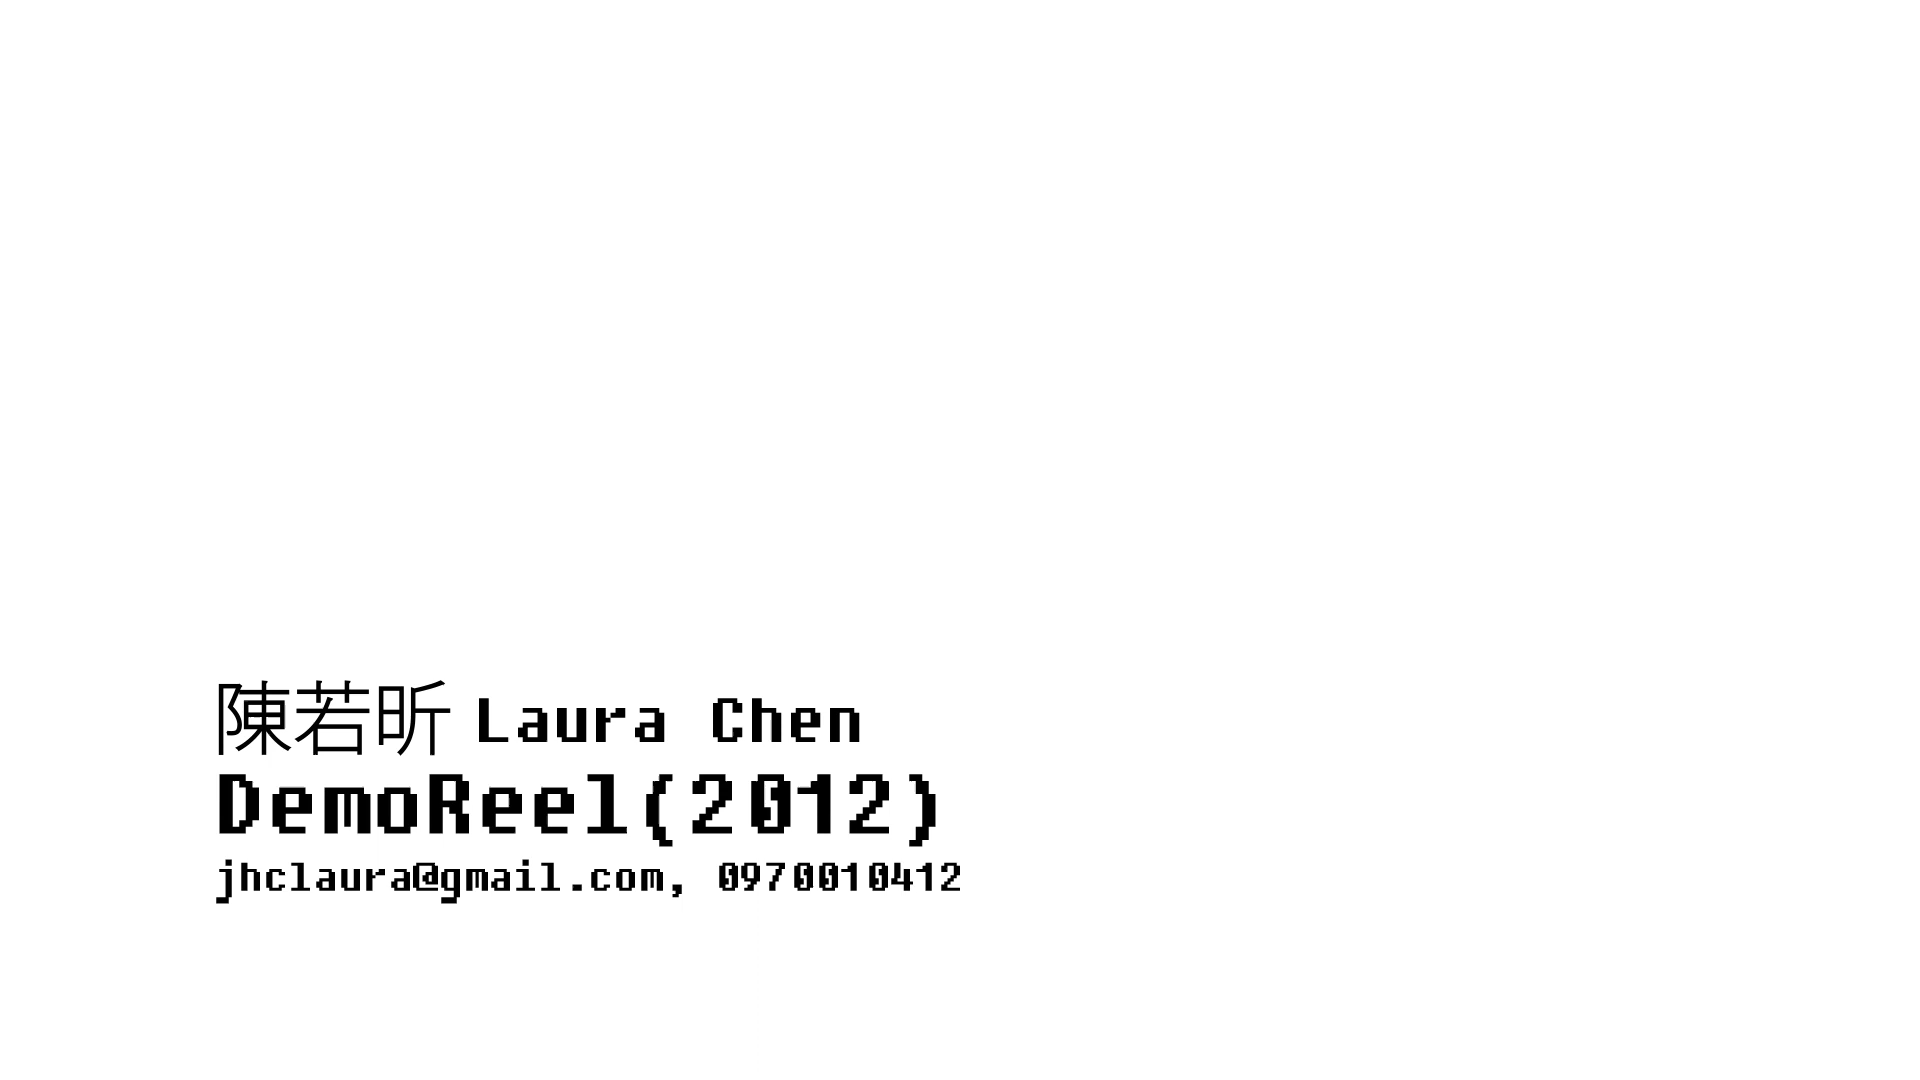 陳若昕 Laura Chen
DemoReel(2012)
jhclaura@gmail.com, 0970010412